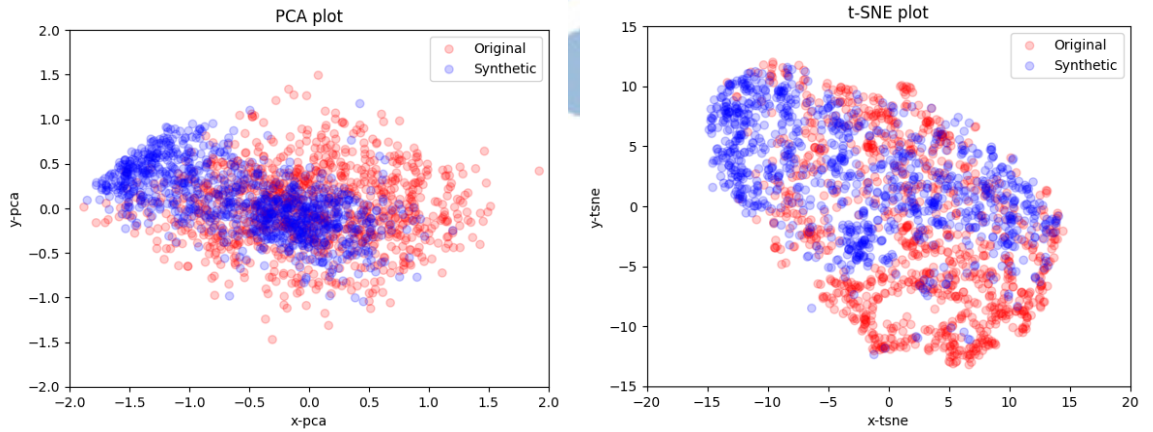 PCA plot
Original
Synthetic
2.0
1.5
1.0
0.5
0.0
−0.5
−1.0
−1.5
−2.0
y-pca
−2.0 −1.5 −1.0 −0.5 0.0 0.5 1.0 1.5 2.0
x-pca
t-SNE plot
Original
Synthetic
15
10
5
0
−5
−10
−15
y-tsne
−20 −15 −10 −5 0 5 10 15 20
x-tsne